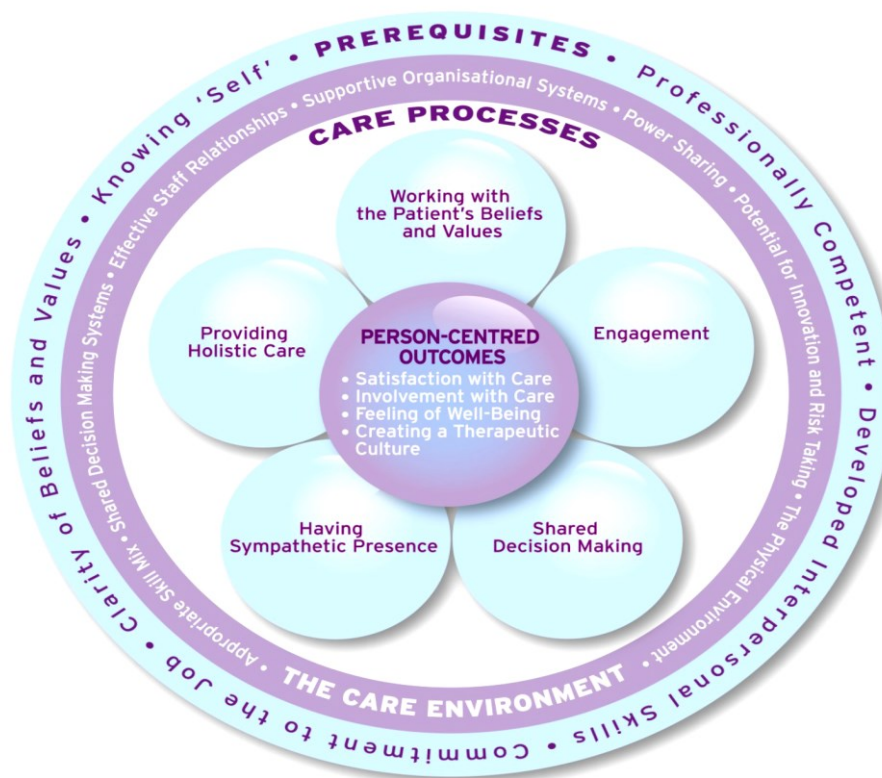 PREREQUISITES • Professionally Competent • Developed Interpersonal Skills • Commitment to the Job • Clarity of Beliefs and Values • Knowing 'Self' •
THE CARE ENVIRONMENT • Appropriate Skill Mix • Shared Decision Making Systems • Effective Staff Relationships • Supportive Organisational Systems • Power Sharing • Potential for Innovation and Risk Taking • The Physical Environment •
CARE PROCESSES
Working with
the Patient's Beliefs
and Values
Providing
Holistic Care
Engagement
PERSON-CENTRED
OUTCOMES
• Satisfaction with Care
• Involvement with Care
• Feeling of Well-Being
• Creating a Therapeutic
Culture
Having
Sympathetic Presence
Shared
Decision Making